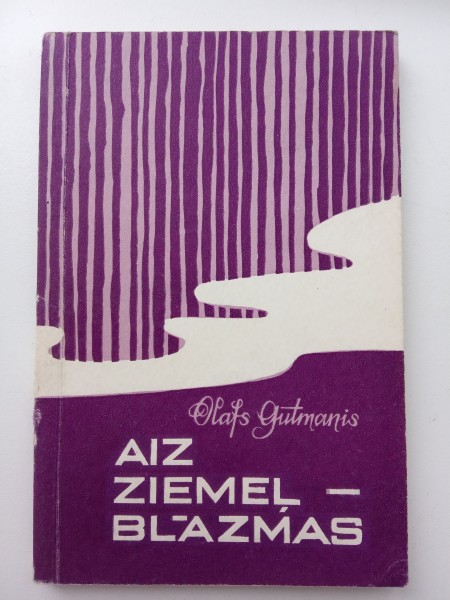 Olafs Gutmanis
AIZ
ZIEMEĻ –
BLĀZMAS